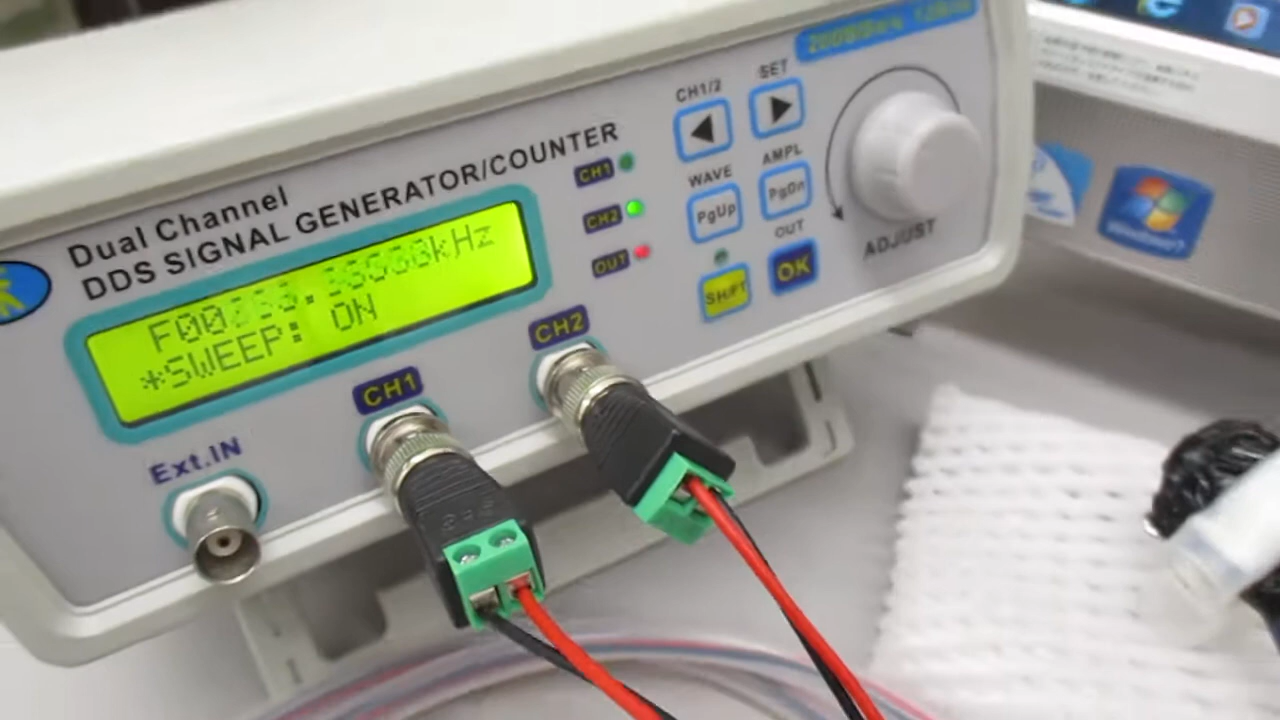 Dual Channel
DDS SIGNAL GENERATOR/COUNTER
*SWEEP: ON
Ext.IN
CH1
CH2
CH1
CH2
OUT
CH1/2
SET
WAVE
PgUp
AMPL
PgDn
OUT
SHIFT
OK
ADJUST
Windows7